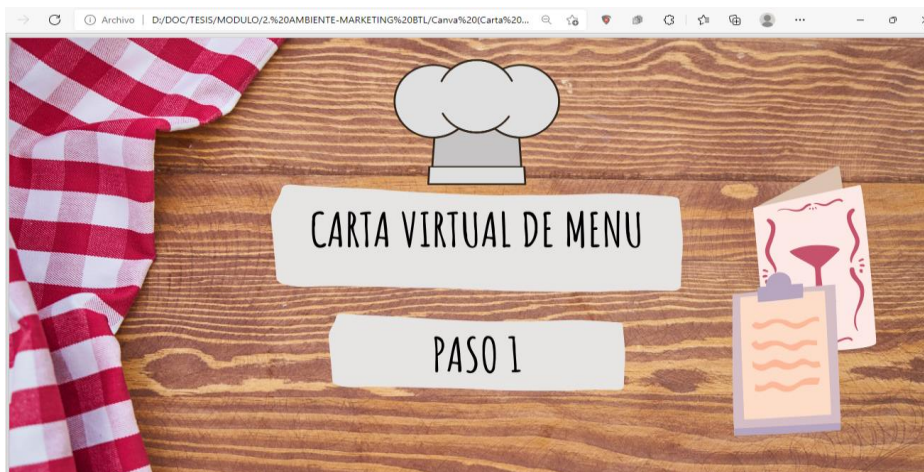 Archivo
D:/DOC/TESIS/MODULO/2.%20AMBIENTE-MARKETING%20BTL/Canva%20(Carta%20...
CARTA VIRTUAL DE MENU
PASO 1